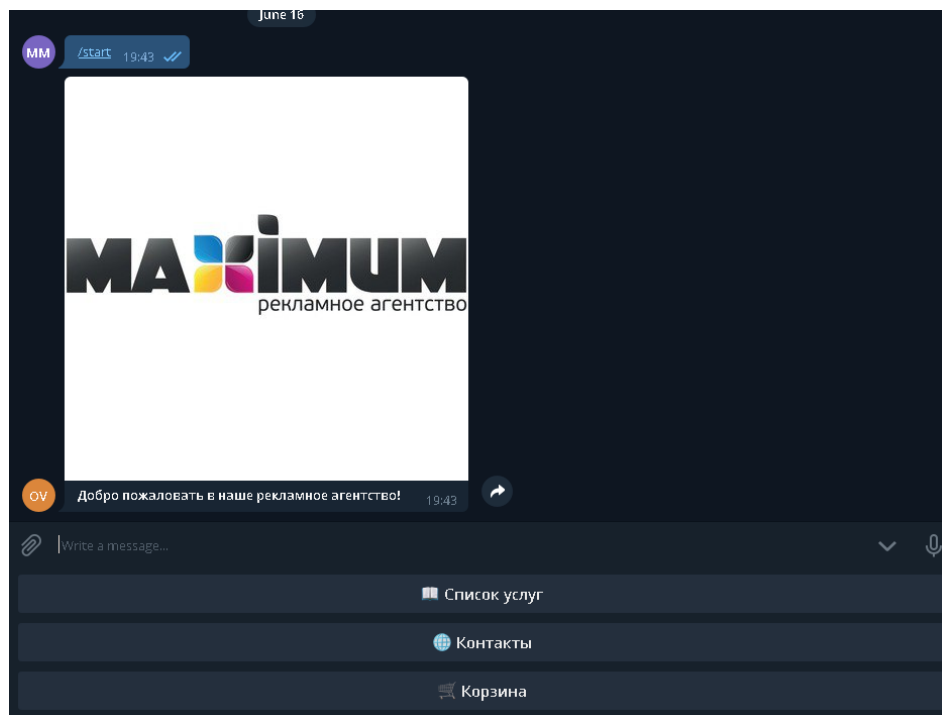 June 16
MM
/start 19:43
MAXiMUM
рекламное агентство
OV
Добро пожаловать в наше рекламное агентство! 19:43
Write a message...
Список услуг
Контакты
Корзина